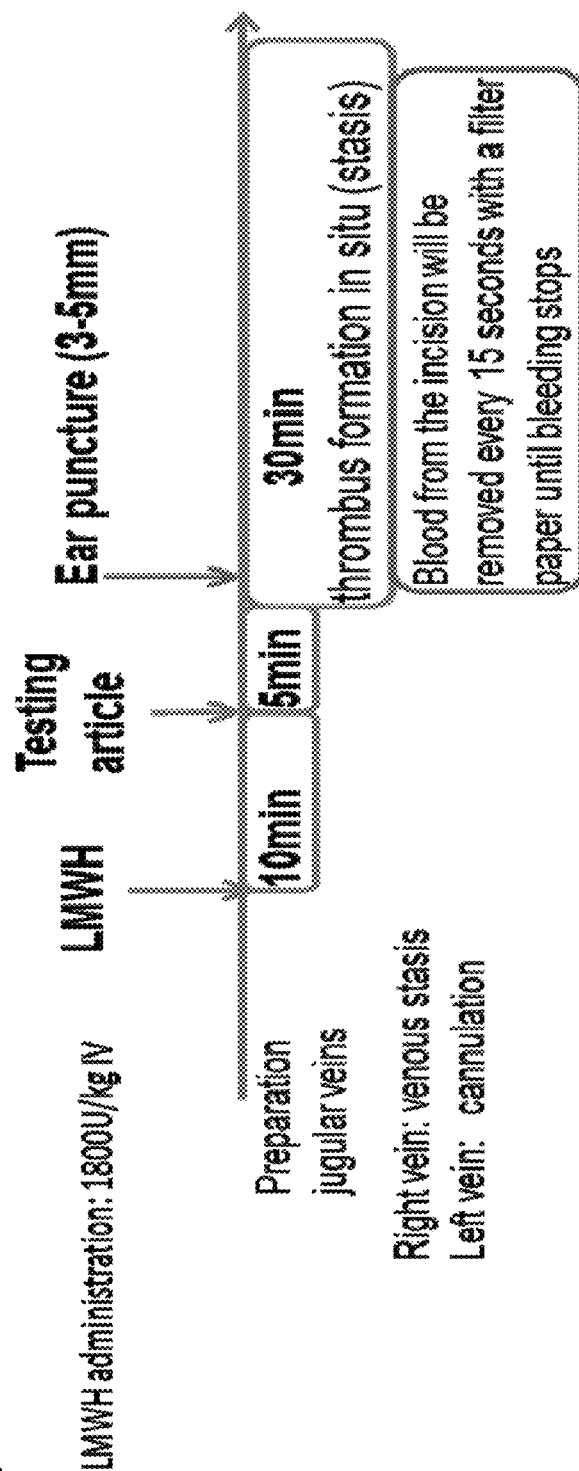 LMWH administration: 1800U/kg IV
LMWH
Testing
article
Ear puncture (3-5mm)
Preparation
jugular veins
10min
5min
30min
thrombus formation in situ (stasis)
Right vein: venous stasis
Left vein: cannulation
Blood from the incision will be
removed every 15 seconds with a filter
paper until bleeding stops